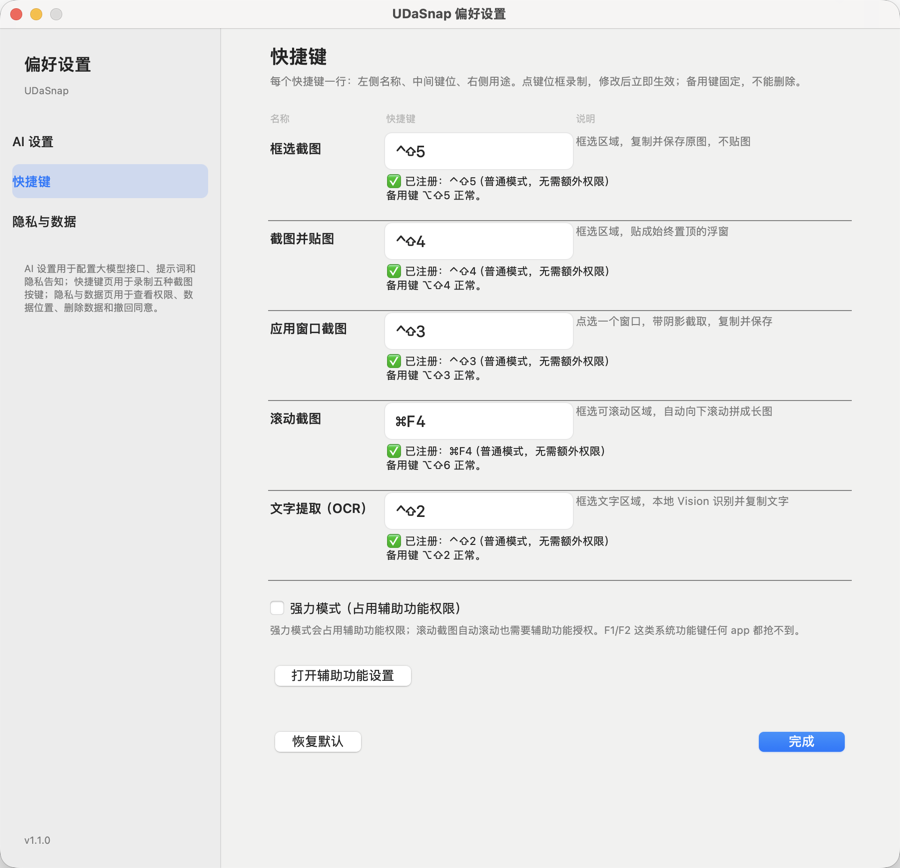 UDaSnap 偏好设置
偏好设置
UDaSnap
AI 设置
快捷键
隐私与数据
AI 设置用于配置大模型接口、提示词和
隐私告知；快捷键页用于录制五种截图
按键；隐私与数据页用于查看权限、数
据位置、删除数据和撤回同意。
v1.1.0
快捷键
每个快捷键一行：左侧名称、中间键位、右侧用途。点键位框录制，修改后立即生效；备用键固定，不能删除。
名称 快捷键 说明
框选截图 ^⇧5 框选区域，复制并保存原图，不贴图
✅ 已注册：^⇧5 (普通模式，无需额外权限)
备用键 ⌥⇧5 正常。
截图并贴图 ^⇧4 框选区域，贴成始终置顶的浮窗
✅ 已注册：^⇧4 (普通模式，无需额外权限)
备用键 ⌥⇧4 正常。
应用窗口截图 ^⇧3 点选一个窗口，带阴影截取，复制并保存
✅ 已注册：^⇧3 (普通模式，无需额外权限)
备用键 ⌥⇧3 正常。
滚动截图 ⌘F4 框选可滚动区域，自动向下滚动拼成长图
✅ 已注册：⌘F4 (普通模式，无需额外权限)
备用键 ⌥⇧6 正常。
文字提取（OCR） ^⇧2 框选文字区域，本地 Vision 识别并复制文字
✅ 已注册：^⇧2 (普通模式，无需额外权限)
备用键 ⌥⇧2 正常。
强力模式（占用辅助功能权限）
强力模式会占用辅助功能权限；滚动截图自动滚动也需要辅助功能授权。F1/F2 这类系统功能键任何 app 都抢不到。
打开辅助功能设置
恢复默认 完成